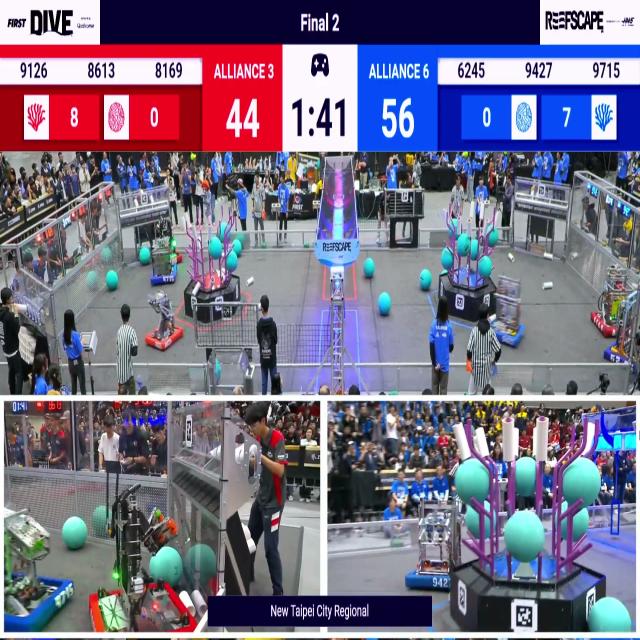 FIRST DIVE
Final 2
REEFSCAPE
9126 8613 8169
ALLIANCE 3
ALLIANCE 6
6245 9427 9715
8 0
44
1:41
56
0 7
REEFSCAPE
942
New Taipei City Regional